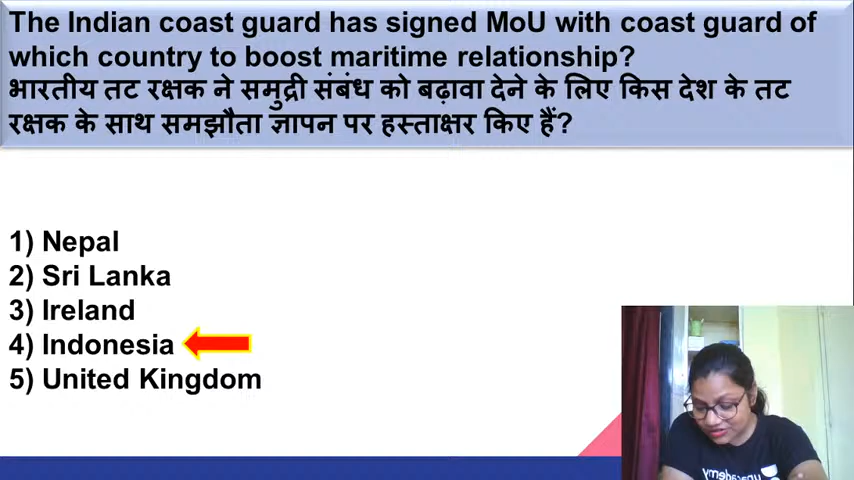 The Indian coast guard has signed MoU with coast guard of
which country to boost maritime relationship?
भारतीय तट रक्षक ने समुद्री संबंध को बढ़ावा देने के लिए किस देश के तट
रक्षक के साथ समझौता ज्ञापन पर हस्ताक्षर किए हैं?
1) Nepal
2) Sri Lanka
3) Ireland
4) Indonesia
5) United Kingdom